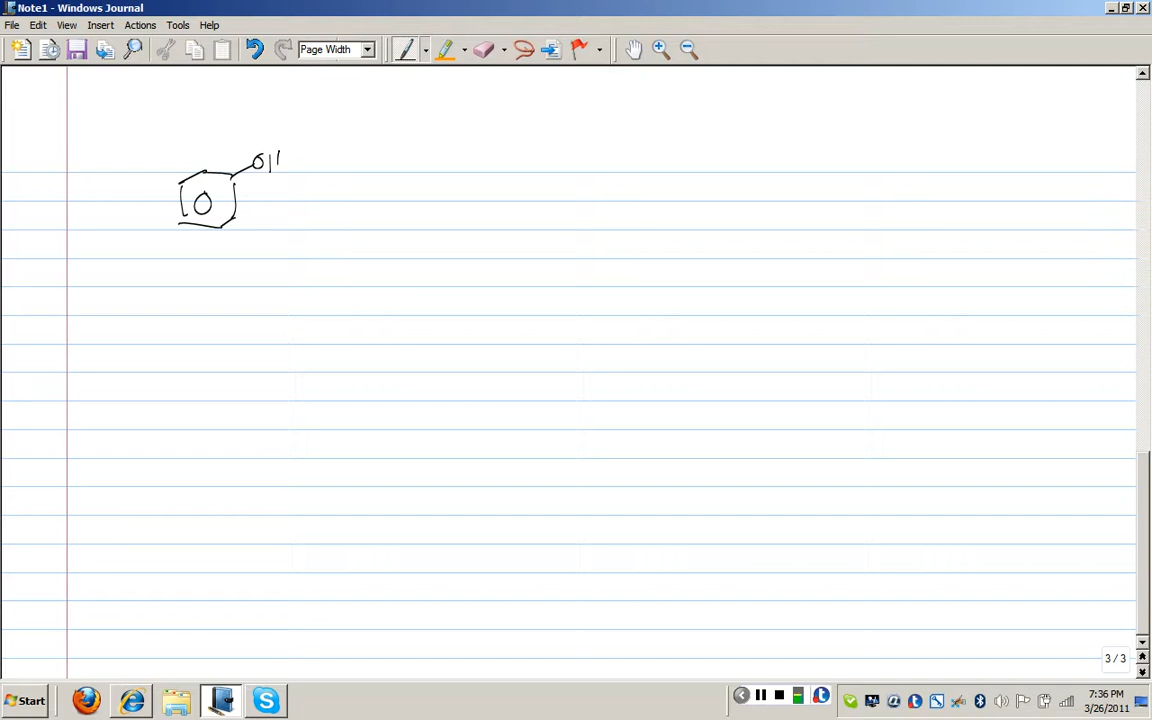 Note1 - Windows Journal
File Edit View Insert Actions Tools Help
Page Width
O
3 / 3
Start
7:36 PM
3/26/2011